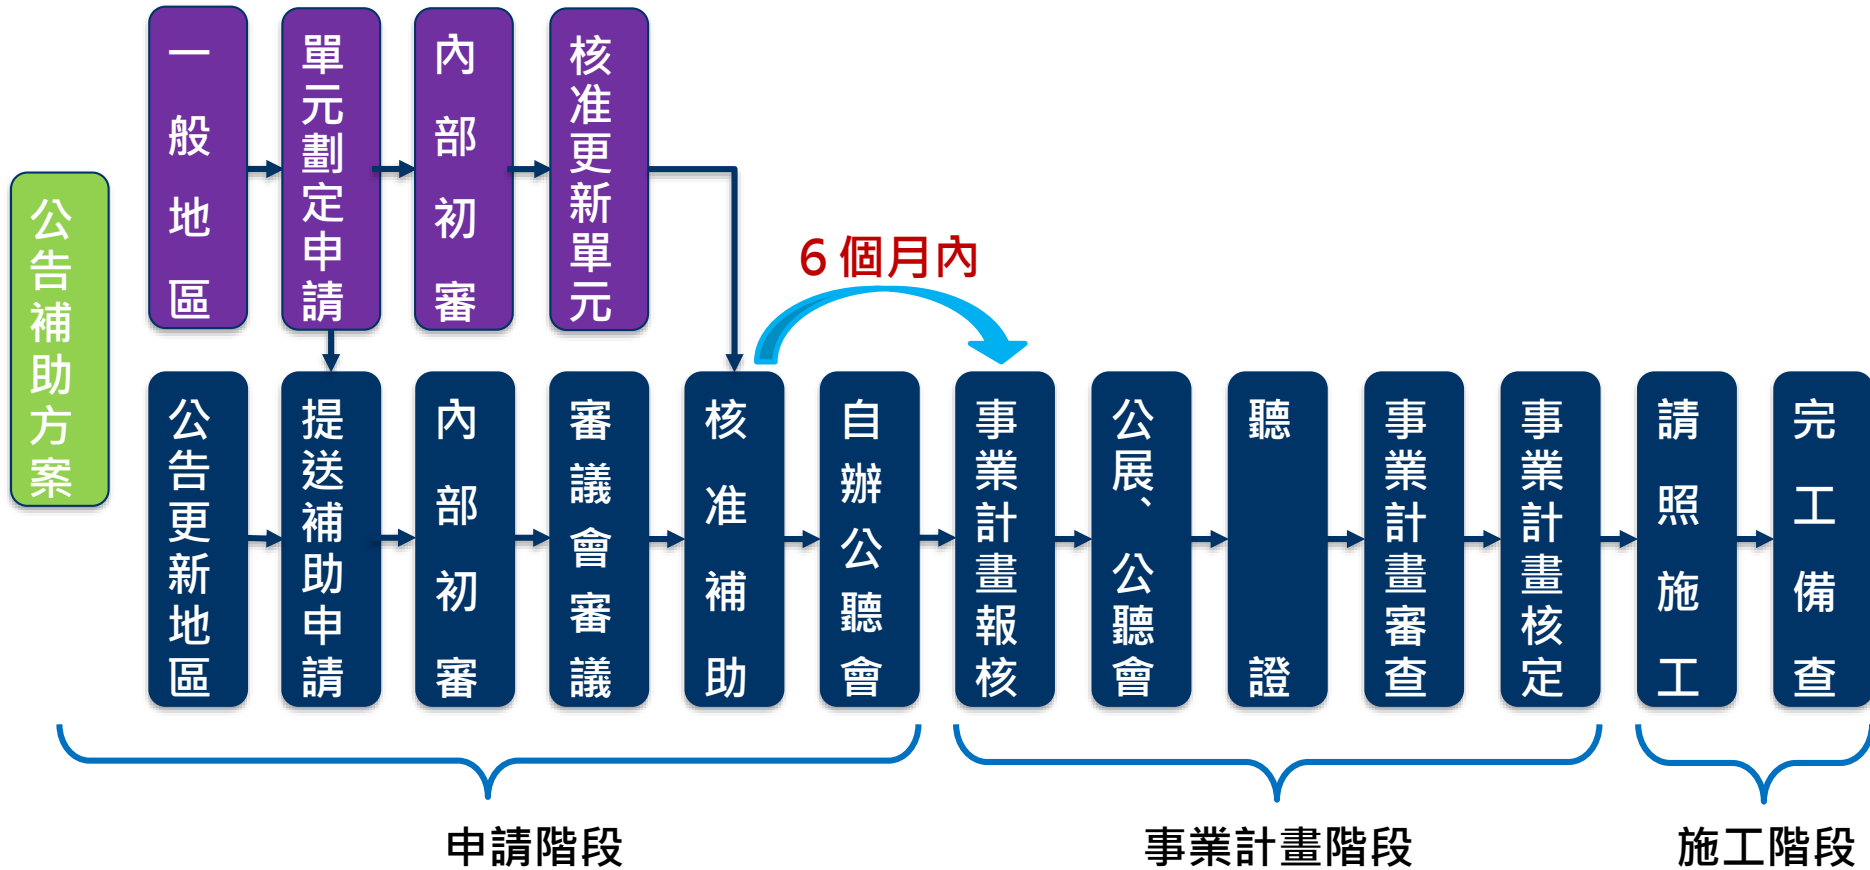 公告補助方案
一般地區
單元劃定申請
內部初審
核准更新單元
6 個月內
公告更新地區
提送補助申請
內部初審
審議會審議
核准補助
自辦公聽會
事業計畫報核
公展、公聽會
聽證
事業計畫審查
事業計畫核定
請照施工
完工備查
申請階段
事業計畫階段
施工階段